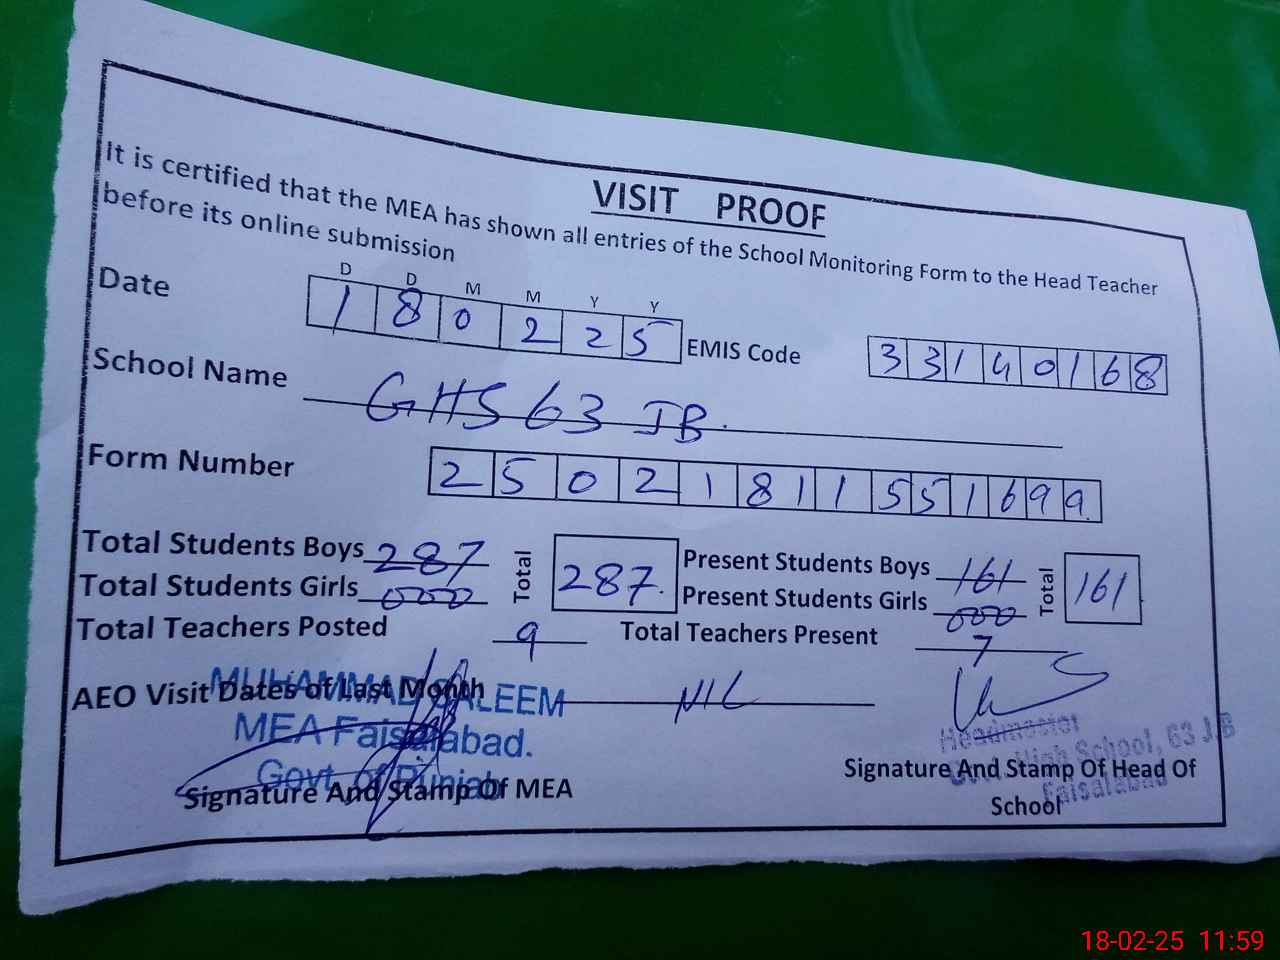 VISIT PROOF
It is certified that the MEA has shown all entries of the School Monitoring Form to the Head Teacher
before its online submission
D D M M Y Y
Date 1 8 0 2 2 5 EMIS Code 3 3 1 4 0 1 6 8
School Name GHS 63 JB.
Form Number 2 5 0 2 1 8 1 1 5 5 1 6 9 9
Total Students Boys 287 Total 287. Present Students Boys 161 Total 161
Total Students Girls 000 Present Students Girls 000
Total Teachers Posted 9 Total Teachers Present 7
AEO Visit Dates of Last Month NIL
MUHAMMAD SALEEM
MEA Faisalabad.
Govt. of Punjab
Signature And Stamp Of MEA
Headmaster
Govt. High School, 63 J.B
Faisalabad
Signature And Stamp Of Head Of
School
18-02-25 11:59